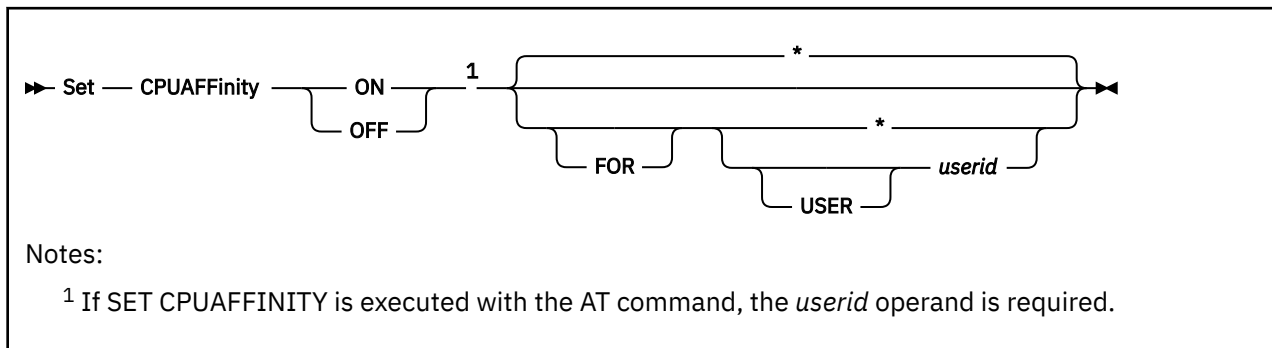 *
Set CPUAFFinity ON 1
OFF *
FOR userid
USER
Notes:
1 If SET CPUAFFINITY is executed with the AT command, the userid operand is required.